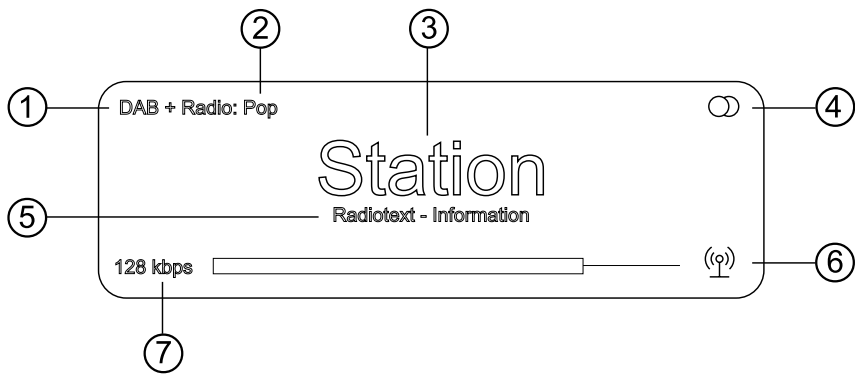 2 3
1 DAB + Radio: Pop 4
Station
5 Radiotext - Information
128 kbps 6
7